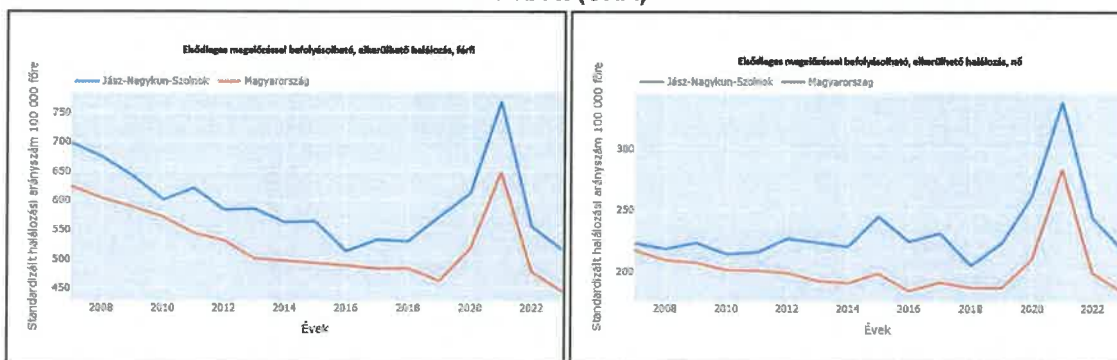 Elsődleges megelőzéssel befolyásolható, elkerülhető halálozás, férfi
Jász-Nagykun-Szolnok
Magyarország
Standardizált halálozási arányszám 100 000 főre
750
700
650
600
550
500
450
2008
2010
2012
2014
2016
2018
2020
2022
Évek
Elsődleges megelőzéssel befolyásolható, elkerülhető halálozás, nő
Jász-Nagykun-Szolnok
Magyarország
Standardizált halálozási arányszám 100 000 főre
300
250
200
2008
2010
2012
2014
2016
2018
2020
2022
Évek